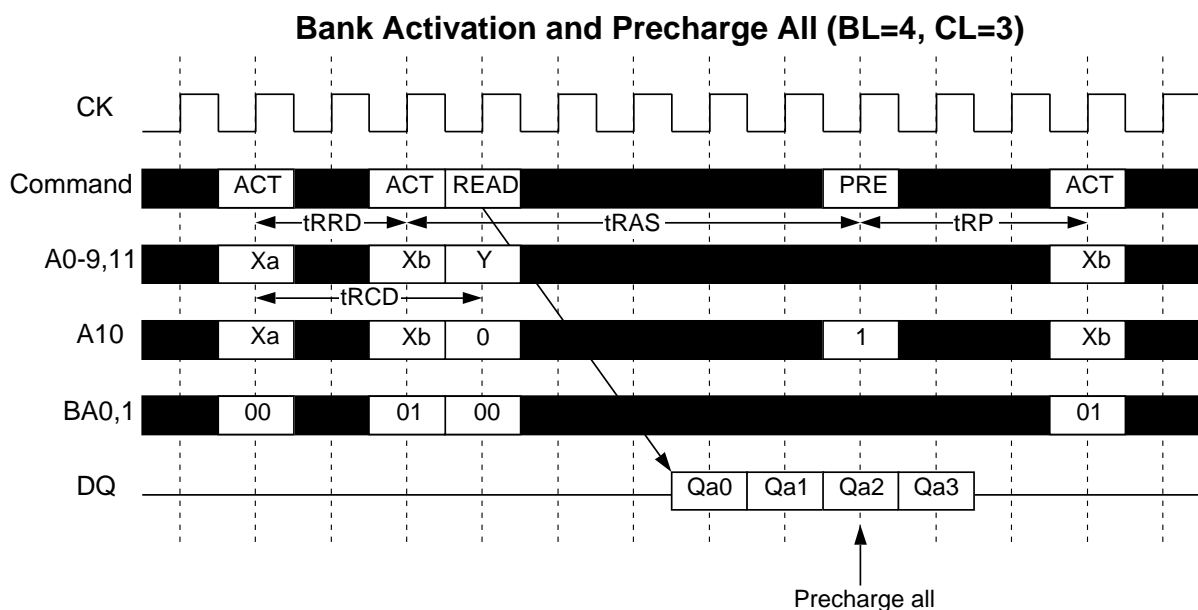 Bank Activation and Precharge All (BL=4, CL=3)
CK
Command ACT ACT READ PRE ACT
tRRD tRAS tRP
A0-9,11 Xa Xb Y Xb
tRCD
A10 Xa Xb 0 1 Xb
BA0,1 00 01 00 01
DQ Qa0 Qa1 Qa2 Qa3
Precharge all